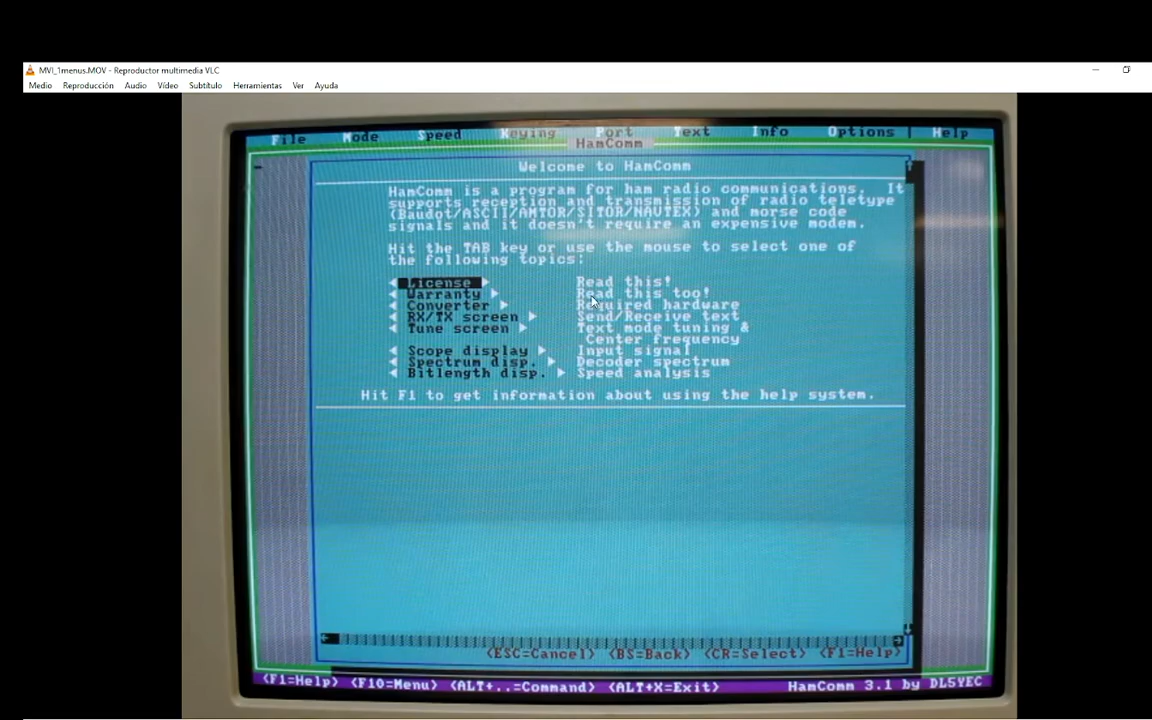 MVI_1menus.MOV - Reproductor multimedia VLC
Medio Reproducción Audio Vídeo Subtítulo Herramientas Ver Ayuda
File Mode Speed Keying Port Text Info Options | Help
HamComm
Welcome to HamComm
HamComm is a program for ham radio communications. It
supports reception and transmission of radio teletype
(Baudot/ASCII/AMTOR/SITOR/NAVTEX) and morse code
signals and it doesn't require an expensive modem.
Hit the TAB key or use the mouse to select one of
the following topics:
License Read this!
Warranty Read this too!
Converter Required hardware
RX/TX screen Send/Receive text
Tune screen Text mode tuning &
Center frequency
Scope display Input signal
Spectrum disp. Decoder spectrum
Bitlength disp. Speed analysis
Hit F1 to get information about using the help system.
<ESC=Cancel> <BS=Back> <CR=Select> <F1=Help>
<F1=Help> <F10=Menu> <ALT+..=Command> <ALT+X=Exit> HamComm 3.1 by DL5YEC